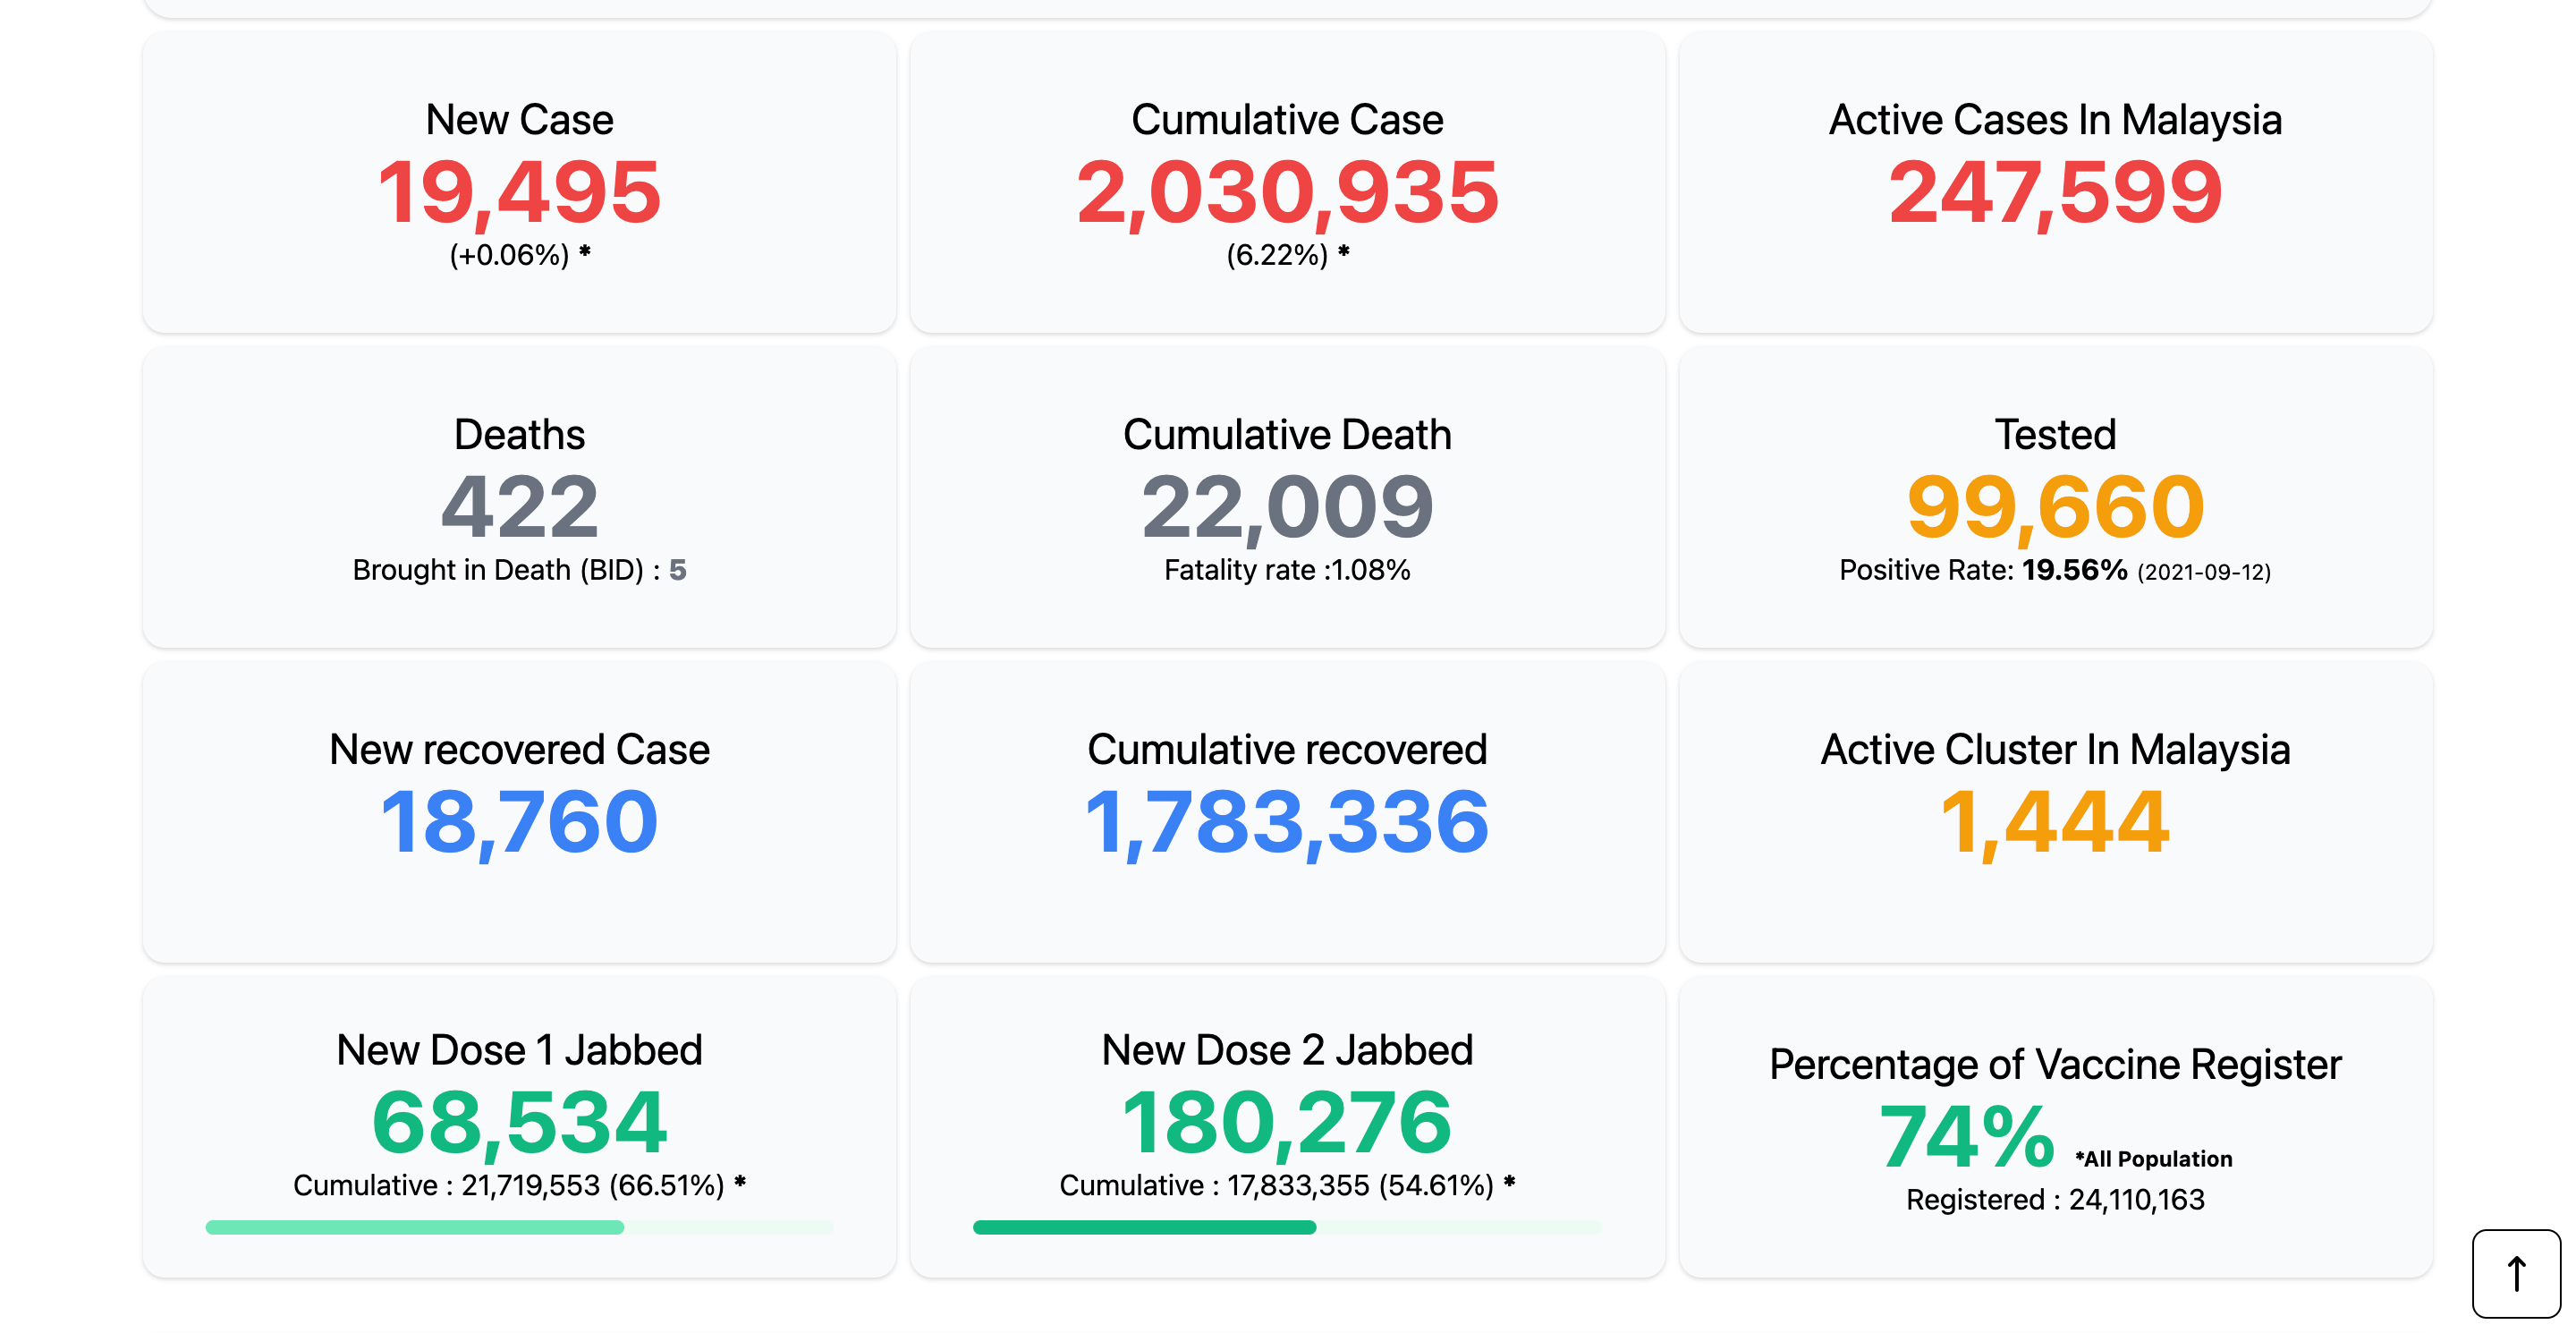 New Case
19,495
(+0.06%) *
Cumulative Case
2,030,935
(6.22%) *
Active Cases In Malaysia
247,599
Deaths
422
Brought in Death (BID) : 5
Cumulative Death
22,009
Fatality rate :1.08%
Tested
99,660
Positive Rate: 19.56% (2021-09-12)
New recovered Case
18,760
Cumulative recovered
1,783,336
Active Cluster In Malaysia
1,444
New Dose 1 Jabbed
68,534
Cumulative : 21,719,553 (66.51%) *
New Dose 2 Jabbed
180,276
Cumulative : 17,833,355 (54.61%) *
Percentage of Vaccine Register
74% *All Population
Registered : 24,110,163
↑